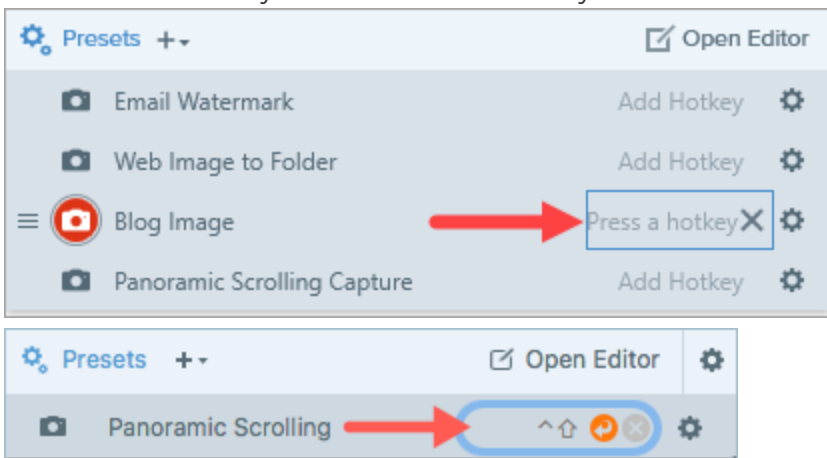 Presets Open Editor
Email Watermark Add Hotkey
Web Image to Folder Add Hotkey
Blog Image Press a hotkey
Panoramic Scrolling Capture Add Hotkey
Presets Open Editor
Panoramic Scrolling